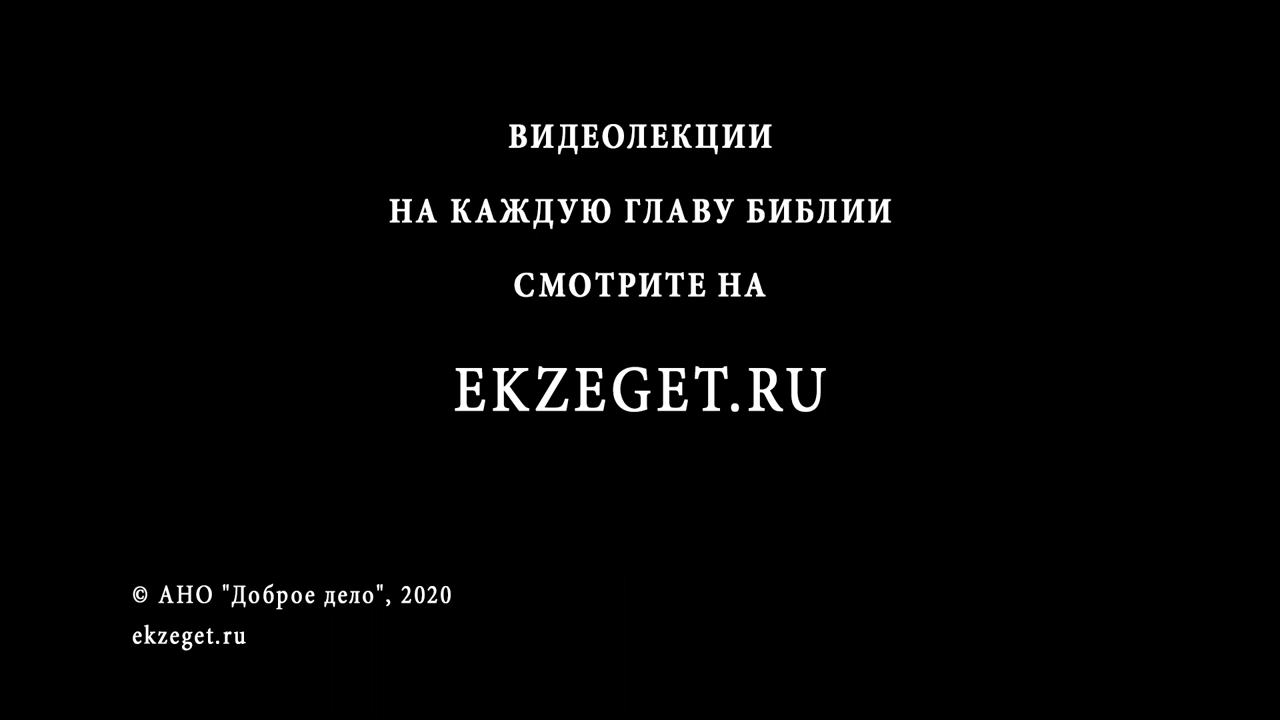 ВИДЕОЛЕКЦИИ
НА КАЖДУЮ ГЛАВУ БИБЛИИ
СМОТРИТЕ НА
EKZEGET.RU
© АНО "Доброе дело", 2020
ekzeget.ru